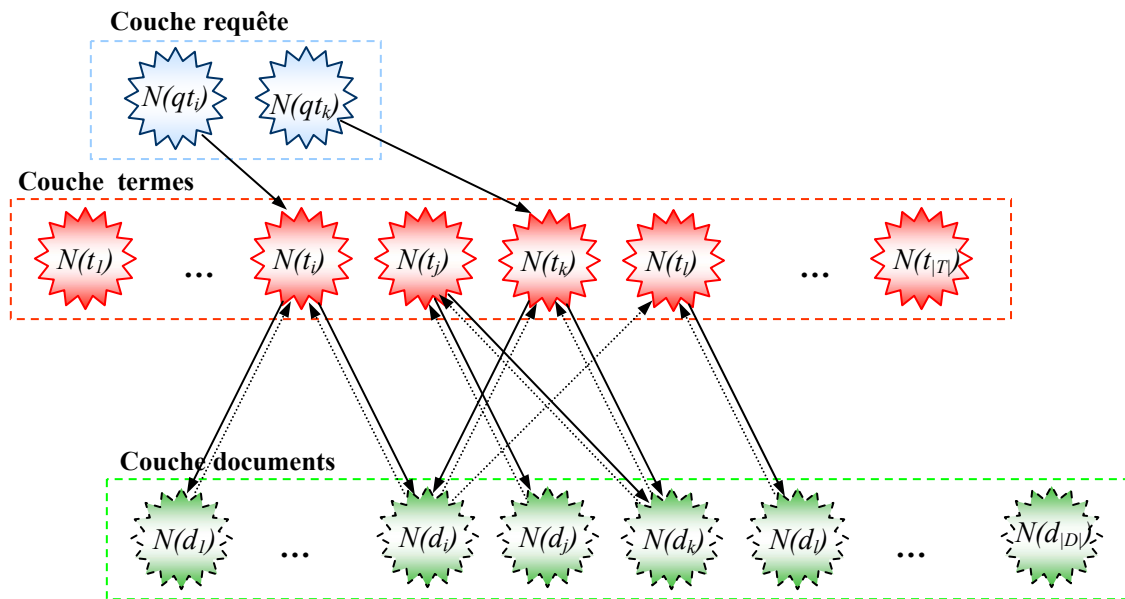 Couche requête
N(qt_i) N(qt_k)
Couche termes
N(t_1) ... N(t_i) N(t_j) N(t_k) N(t_l) ... N(t_|T|)
Couche documents
N(d_1) ... N(d_i) N(d_j) N(d_k) N(d_l) ... N(d_|D|)